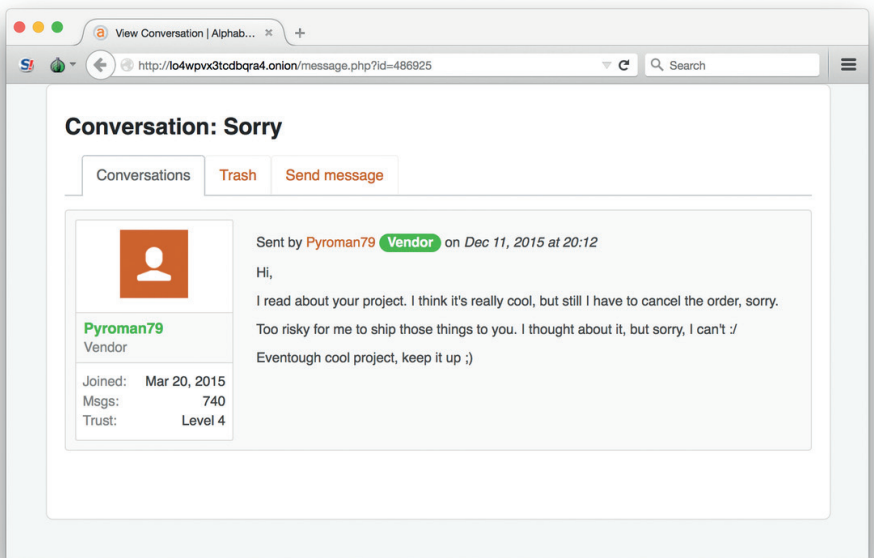 View Conversation | Alphab...
http://lo4wpvx3tcdbqra4.onion/message.php?id=486925
Search
Conversation: Sorry
Conversations
Trash
Send message
Sent by Pyroman79 Vendor on Dec 11, 2015 at 20:12
Hi,
I read about your project. I think it's really cool, but still I have to cancel the order, sorry.
Too risky for me to ship those things to you. I thought about it, but sorry, I can't :/
Eventough cool project, keep it up ;)
Pyroman79
Vendor
Joined: Mar 20, 2015
Msgs: 740
Trust: Level 4